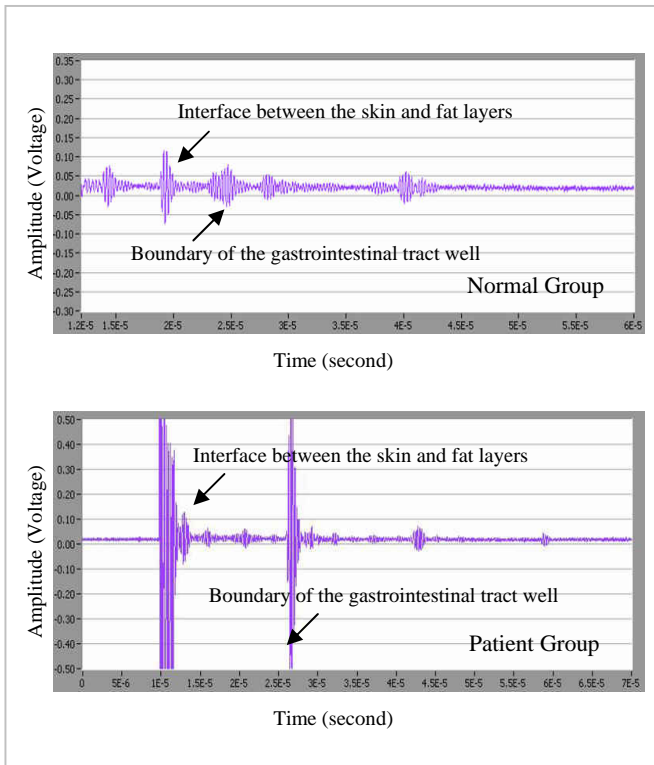 0.35
0.30
0.25
0.20
0.15
0.10
0.05
0.00
-0.05
-0.10
-0.15
-0.20
-0.25
-0.30
Amplitude (Voltage)
Interface between the skin and fat layers
Boundary of the gastrointestinal tract well
Normal Group
1.2E-5 1.5E-5 2E-5 2.5E-5 3E-5 3.5E-5 4E-5 4.5E-5 5E-5 5.5E-5 6E-5
Time (second)
0.50
0.40
0.30
0.20
0.10
0.00
-0.10
-0.20
-0.30
-0.40
-0.50
Amplitude (Voltage)
Interface between the skin and fat layers
Boundary of the gastrointestinal tract well
Patient Group
0 5E-6 1E-5 1.5E-5 2E-5 2.5E-5 3E-5 3.5E-5 4E-5 4.5E-5 5E-5 5.5E-5 6E-5 6.5E-5 7E-5
Time (second)